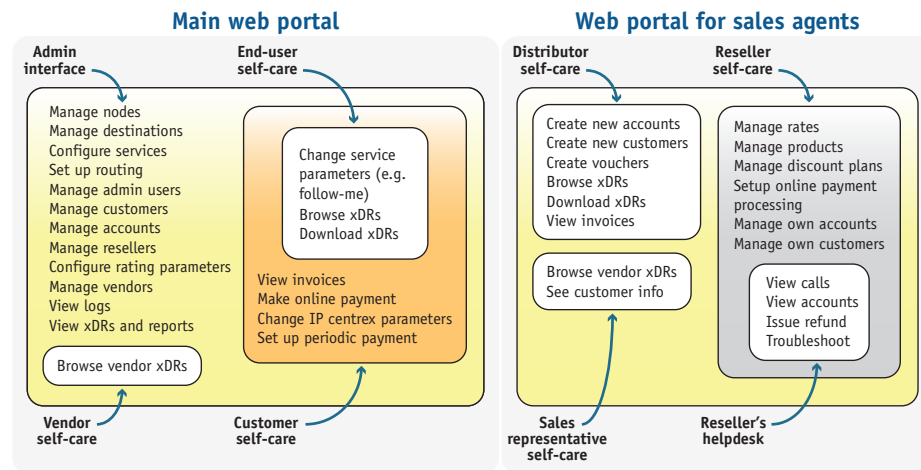 Main web portal
Admin
interface
End-user
self-care
Manage nodes
Manage destinations
Configure services
Set up routing
Manage admin users
Manage customers
Manage accounts
Manage resellers
Configure rating parameters
Manage vendors
View logs
View xDRs and reports
Browse vendor xDRs
Change service
parameters (e.g.
follow-me)
Browse xDRs
Download xDRs
View invoices
Make online payment
Change IP centrex parameters
Set up periodic payment
Vendor
self-care
Customer
self-care
Web portal for sales agents
Distributor
self-care
Reseller
self-care
Create new accounts
Create new customers
Create vouchers
Browse xDRs
Download xDRs
View invoices
Browse vendor xDRs
See customer info
Manage rates
Manage products
Manage discount plans
Setup online payment
processing
Manage own accounts
Manage own customers
View calls
View accounts
Issue refund
Troubleshoot
Sales
representative
self-care
Reseller's
helpdesk